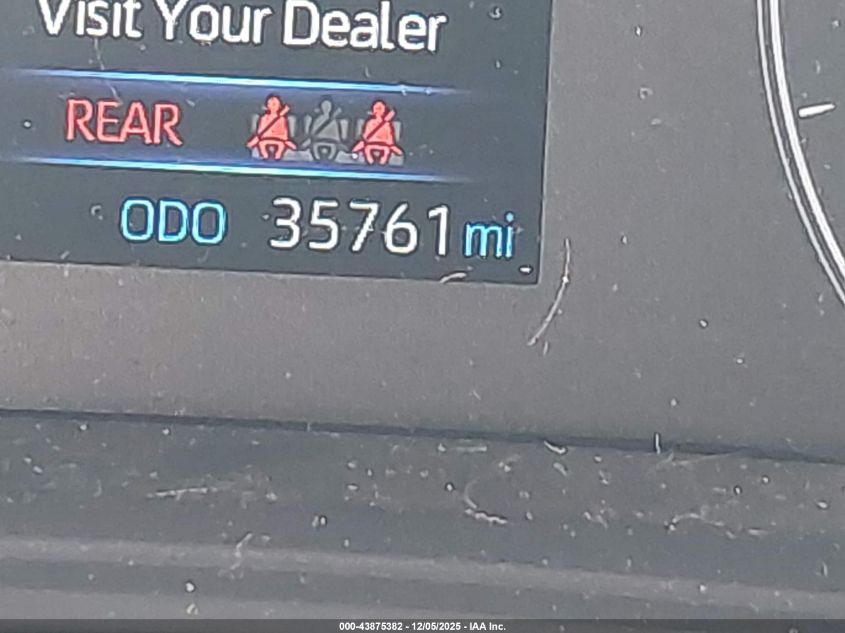 Visit Your Dealer
REAR
ODO 35761 mi
000-43875382 - 12/05/2025 - IAA Inc.